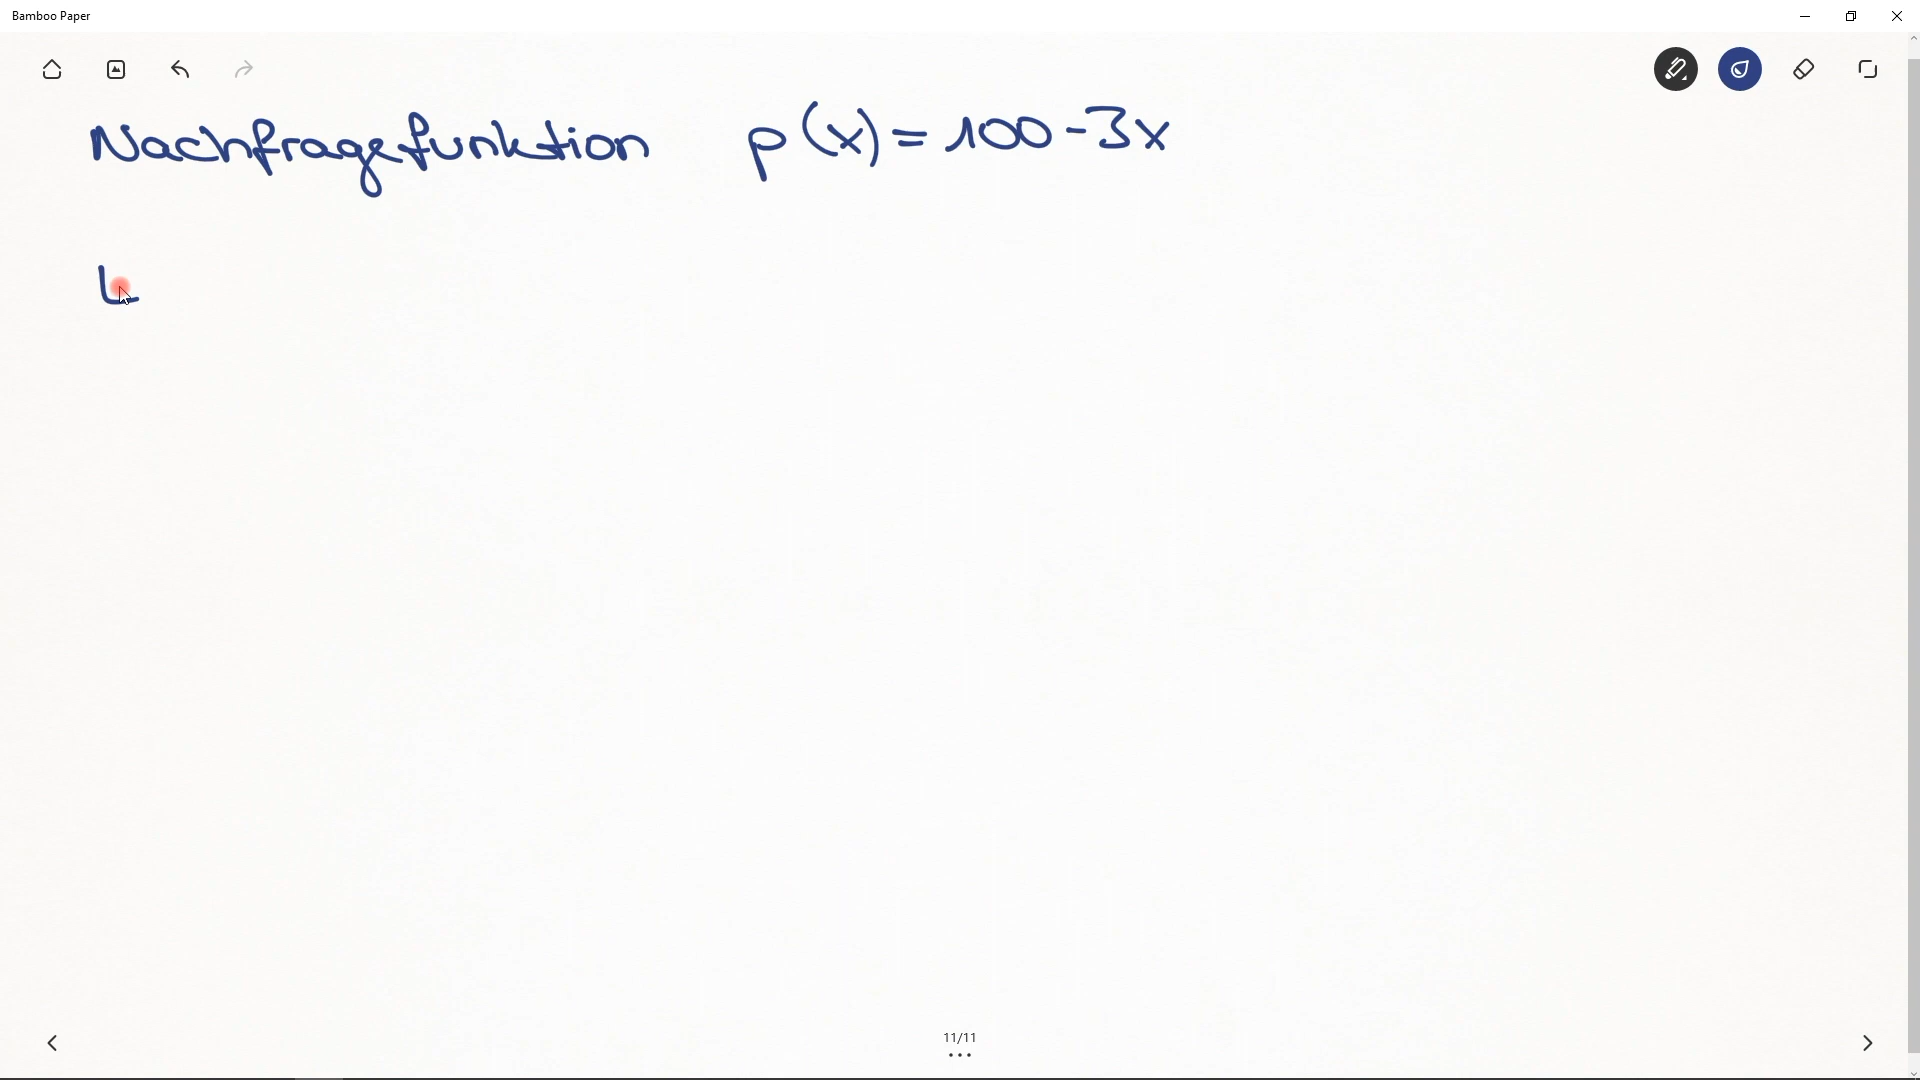 Bamboo Paper
Nachfragefunktion p(x) = 100 - 3x
11/11